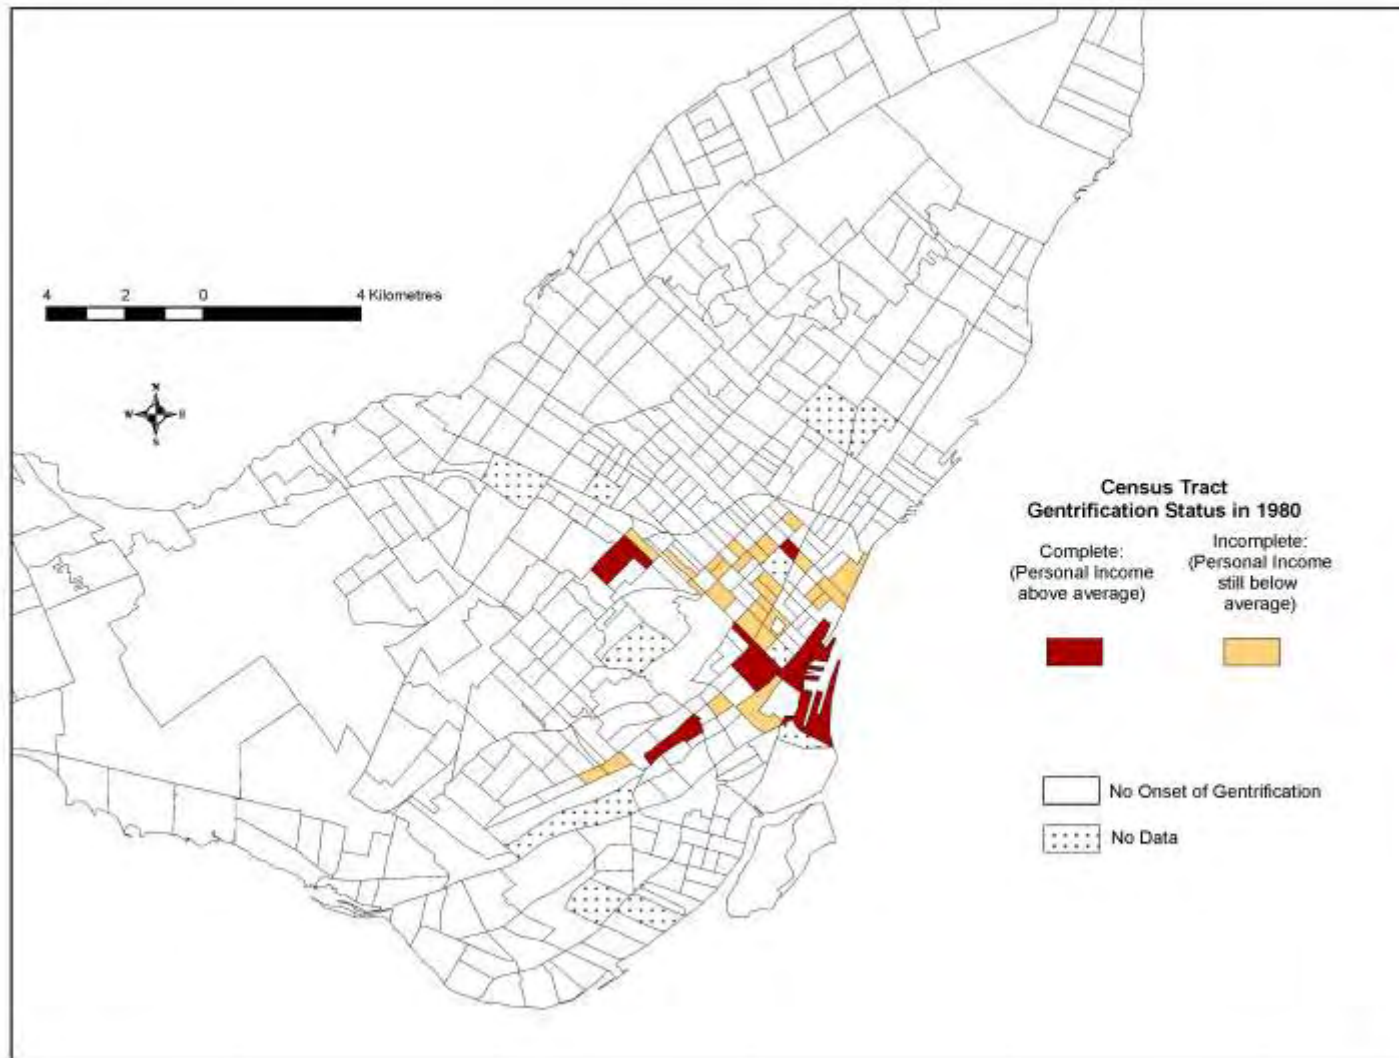 4 2 0 4 Kilometres
N
W E
S
Census Tract
Gentrification Status in 1980
Complete:
(Personal Income
above average)
Incomplete:
(Personal Income
still below
average)
No Onset of Gentrification
No Data